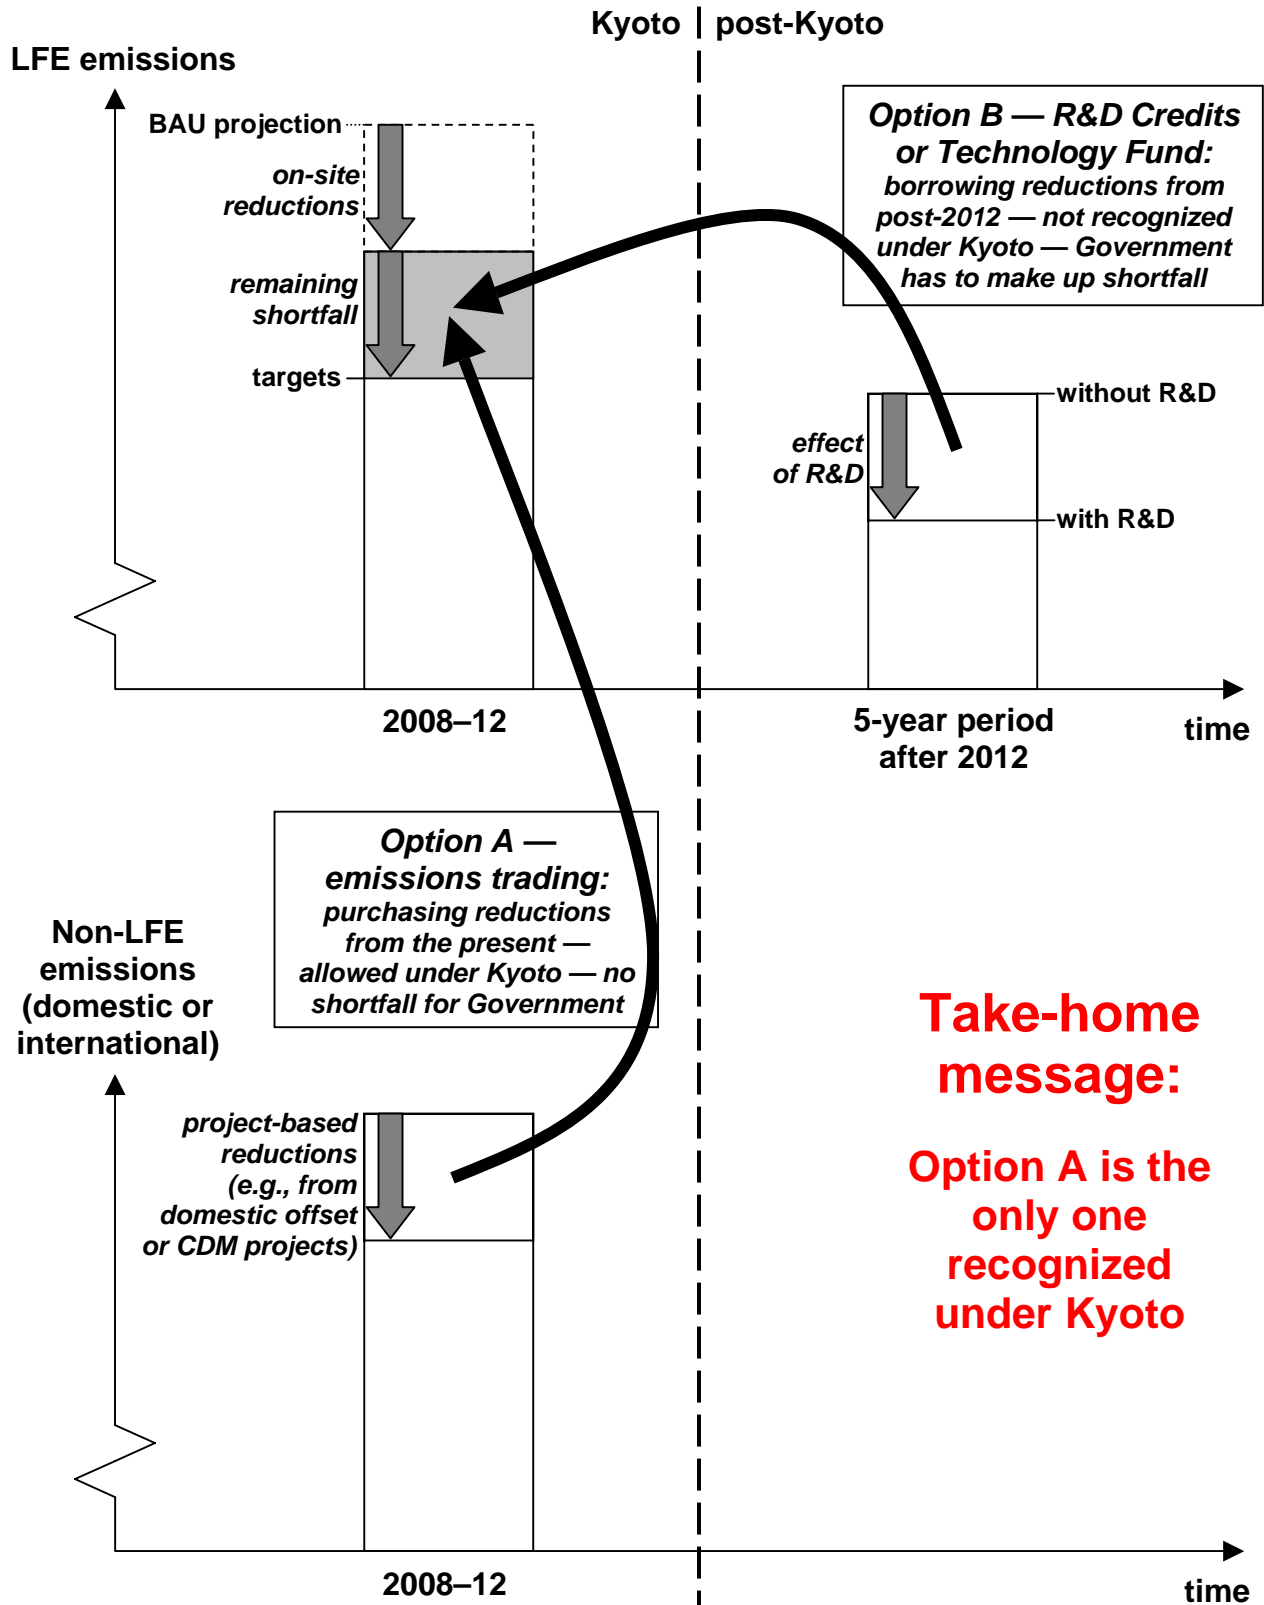 Kyoto
post-Kyoto
LFE emissions
BAU projection
on-site
reductions
remaining
shortfall
targets
Option B — R&D Credits
or Technology Fund:
borrowing reductions from
post-2012 — not recognized
under Kyoto — Government
has to make up shortfall
without R&D
effect
of R&D
with R&D
2008–12
5-year period
after 2012
time
Option A —
emissions trading:
purchasing reductions
from the present —
allowed under Kyoto — no
shortfall for Government
Non-LFE
emissions
(domestic or
international)
project-based
reductions
(e.g., from
domestic offset
or CDM projects)
Take-home
message:
Option A is the
only one
recognized
under Kyoto
2008–12
time